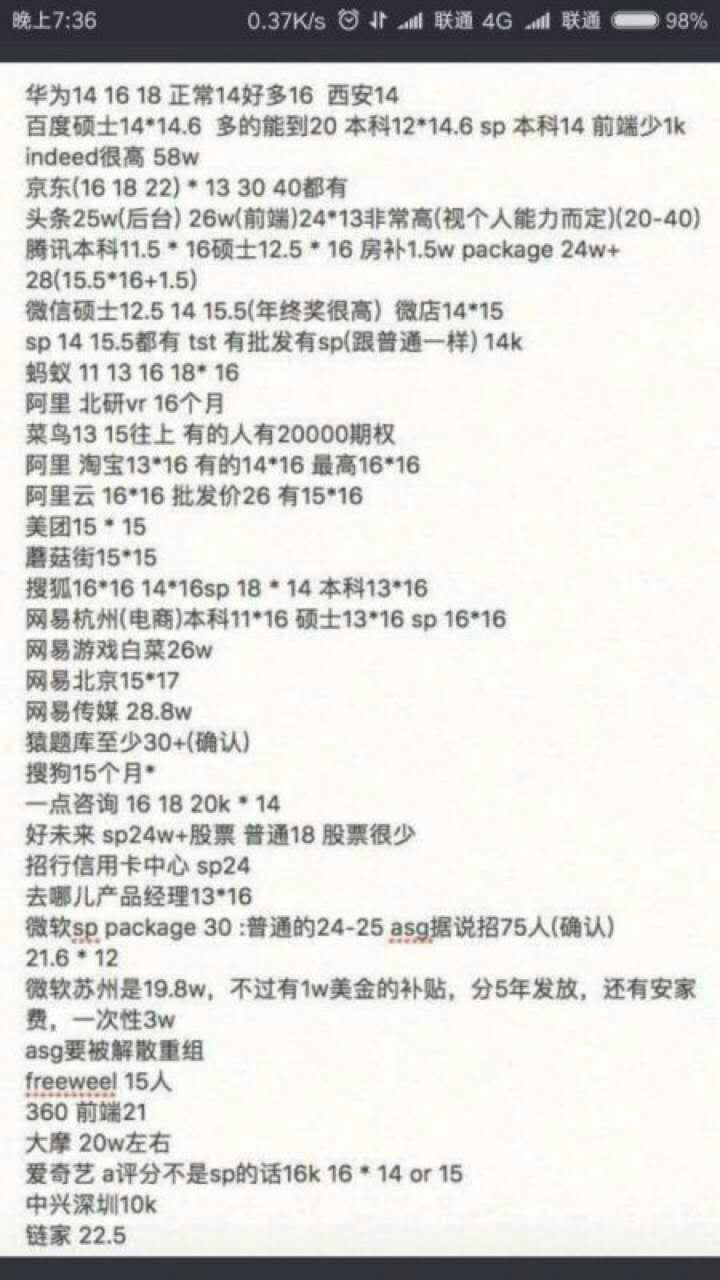 晚上7:36 0.37K/s 联通 4G 联通 98%
华为14 16 18 正常14好多16 西安14
百度硕士14*14.6 多的能到20 本科12*14.6 sp 本科14 前端少1k
indeed很高 58w
京东(16 18 22) * 13 30 40都有
头条25w(后台) 26w(前端)24*13非常高(视个人能力而定)(20-40)
腾讯本科11.5 * 16硕士12.5 * 16 房补1.5w package 24w+
28(15.5*16+1.5)
微信硕士12.5 14 15.5(年终奖很高) 微店14*15
sp 14 15.5都有 tst 有批发有sp(跟普通一样) 14k
蚂蚁 11 13 16 18* 16
阿里 北研vr 16个月
菜鸟13 15往上 有的人有20000期权
阿里 淘宝13*16 有的14*16 最高16*16
阿里云 16*16 批发价26 有15*16
美团15 * 15
蘑菇街15*15
搜狐16*16 14*16sp 18 * 14 本科13*16
网易杭州(电商)本科11*16 硕士13*16 sp 16*16
网易游戏白菜26w
网易北京15*17
网易传媒 28.8w
猿题库至少30+(确认)
搜狗15个月*
一点咨询 16 18 20k * 14
好未来 sp24w+股票 普通18 股票很少
招行信用卡中心 sp24
去哪儿产品经理13*16
微软sp package 30 :普通的24-25 asg据说招75人(确认)
21.6 * 12
微软苏州是19.8w，不过有1w美金的补贴，分5年发放，还有安家
费，一次性3w
asg要被解散重组
freeweel 15人
360 前端21
大摩 20w左右
爱奇艺 a评分不是sp的话16k 16 * 14 or 15
中兴深圳10k
链家 22.5